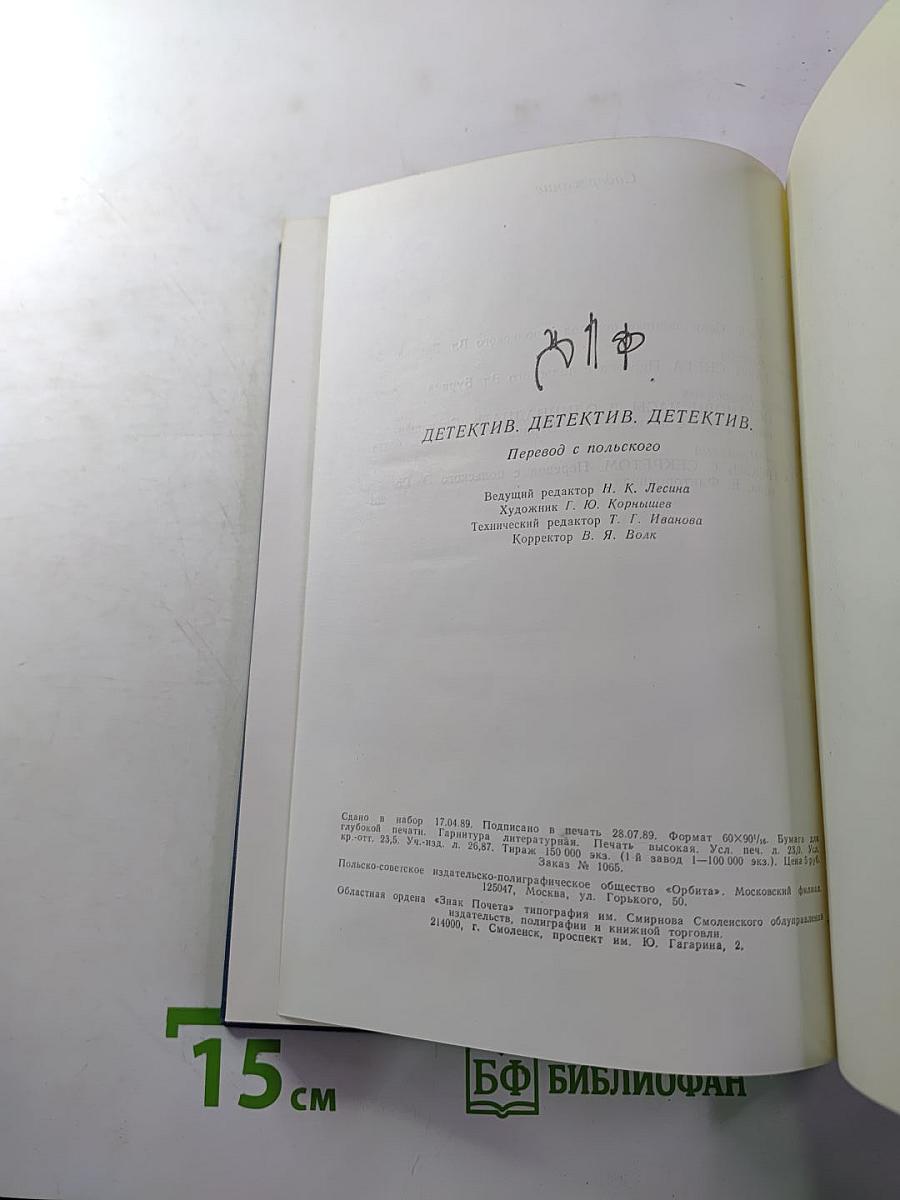 ДЕТЕКТИВ. ДЕТЕКТИВ. ДЕТЕКТИВ.
Перевод с польского
Ведущий редактор Н. К. Лесина
Художник Г. Ю. Корнышев
Технический редактор Т. Г. Иванова
Корректор В. Я. Волк
Сдано в набор 17.04.89. Подписано в печать 28.07.89. Формат 60×90¹/₁₆. Бумага для
глубокой печати. Гарнитура литературная. Печать высокая. Усл. печ. л. 23,0. Усл.
кр.-отт. 23,5. Уч.-изд. л. 26,87. Тираж 150 000 экз. (1-й завод 1—100 000 экз.). Цена 5 руб.
Заказ № 1065.
Польско-советское издательско-полиграфическое общество «Орбита». Московский филиал.
125047, Москва, ул. Горького, 50.
Областная ордена «Знак Почета» типография им. Смирнова Смоленского облуправления
издательств, полиграфии и книжной торговли.
214000, г. Смоленск, проспект им. Ю. Гагарина, 2.
15 см
БФ БИБЛИОФАН